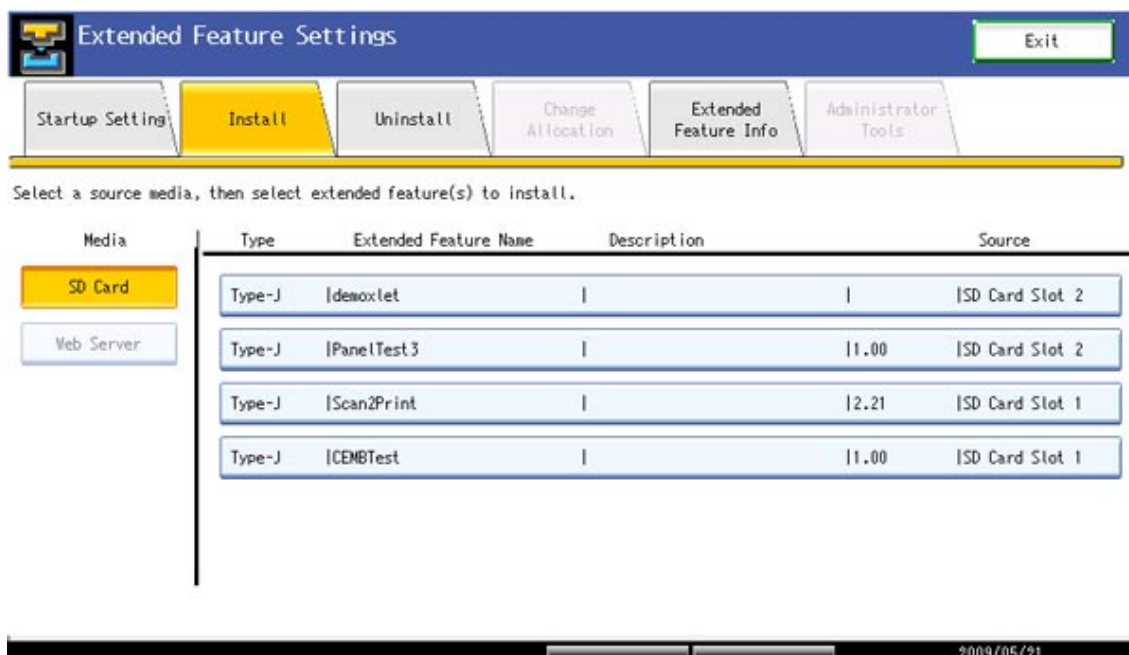 Extended Feature Settings
Exit
Startup Setting
Install
Uninstall
Change Allocation
Extended Feature Info
Administrator Tools
Select a source media, then select extended feature(s) to install.
Media Type Extended Feature Name Description Source
SD Card
Web Server
Type-J |demoxlet | | |SD Card Slot 2
Type-J |PanelTest3 | |1.00 |SD Card Slot 2
Type-J |Scan2Print | |2.21 |SD Card Slot 1
Type-J |CEMBTest | |1.00 |SD Card Slot 1
2009/05/21